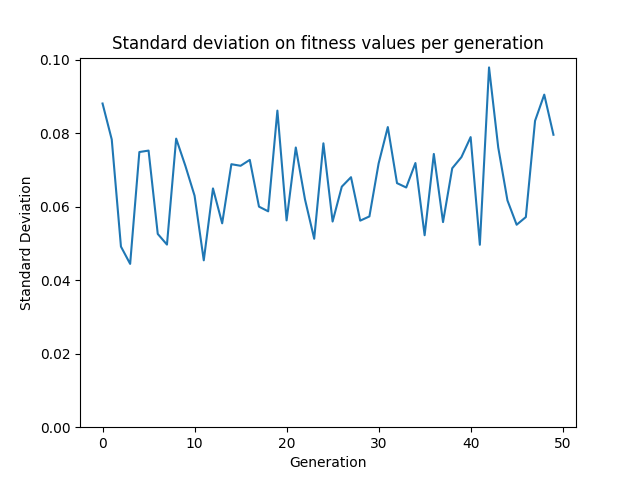 Standard deviation on fitness values per generation
0.10
0.08
0.06
0.04
0.02
0.00
Standard Deviation
0 10 20 30 40 50
Generation